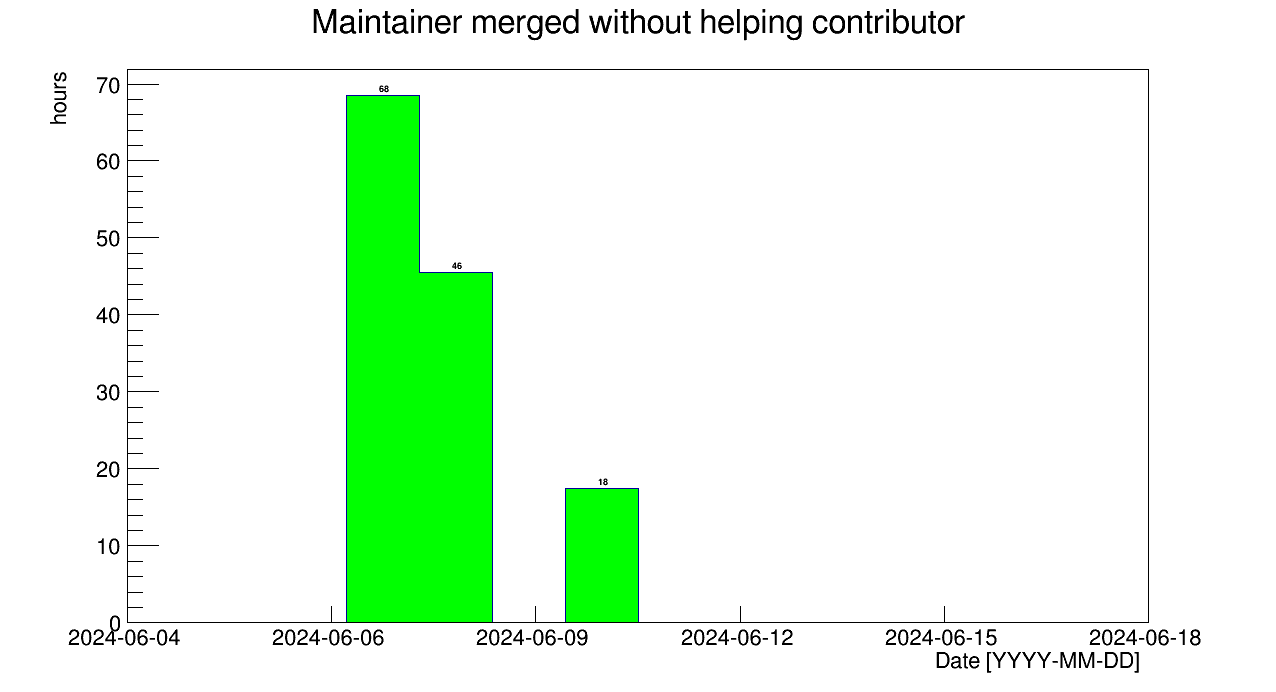 Maintainer merged without helping contributor
hours
70
60
50
40
30
20
10
0
68
46
18
2024-06-04 2024-06-06 2024-06-09 2024-06-12 2024-06-15 2024-06-18
Date [YYYY-MM-DD]